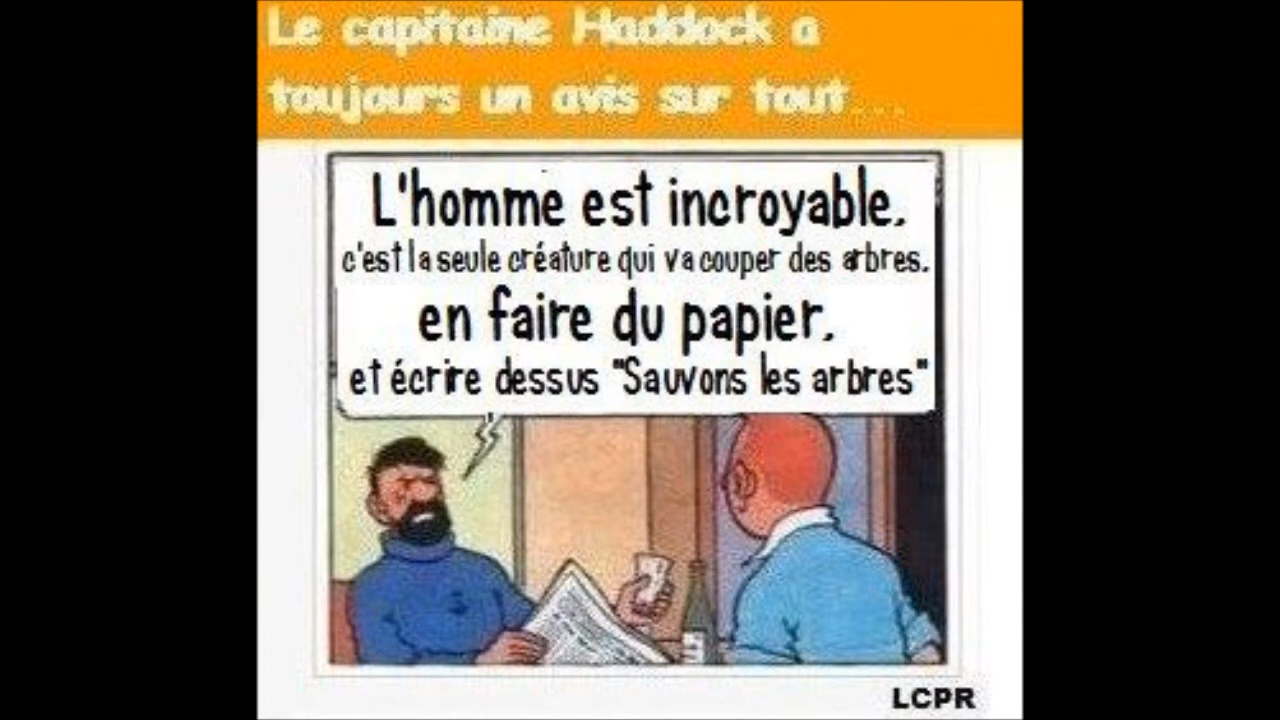 Le capitaine Haddock a
toujours un avis sur tout...
L'homme est incroyable,
c'est la seule créature qui va couper des arbres,
en faire du papier,
et écrire dessus "Sauvons les arbres"
LCPR